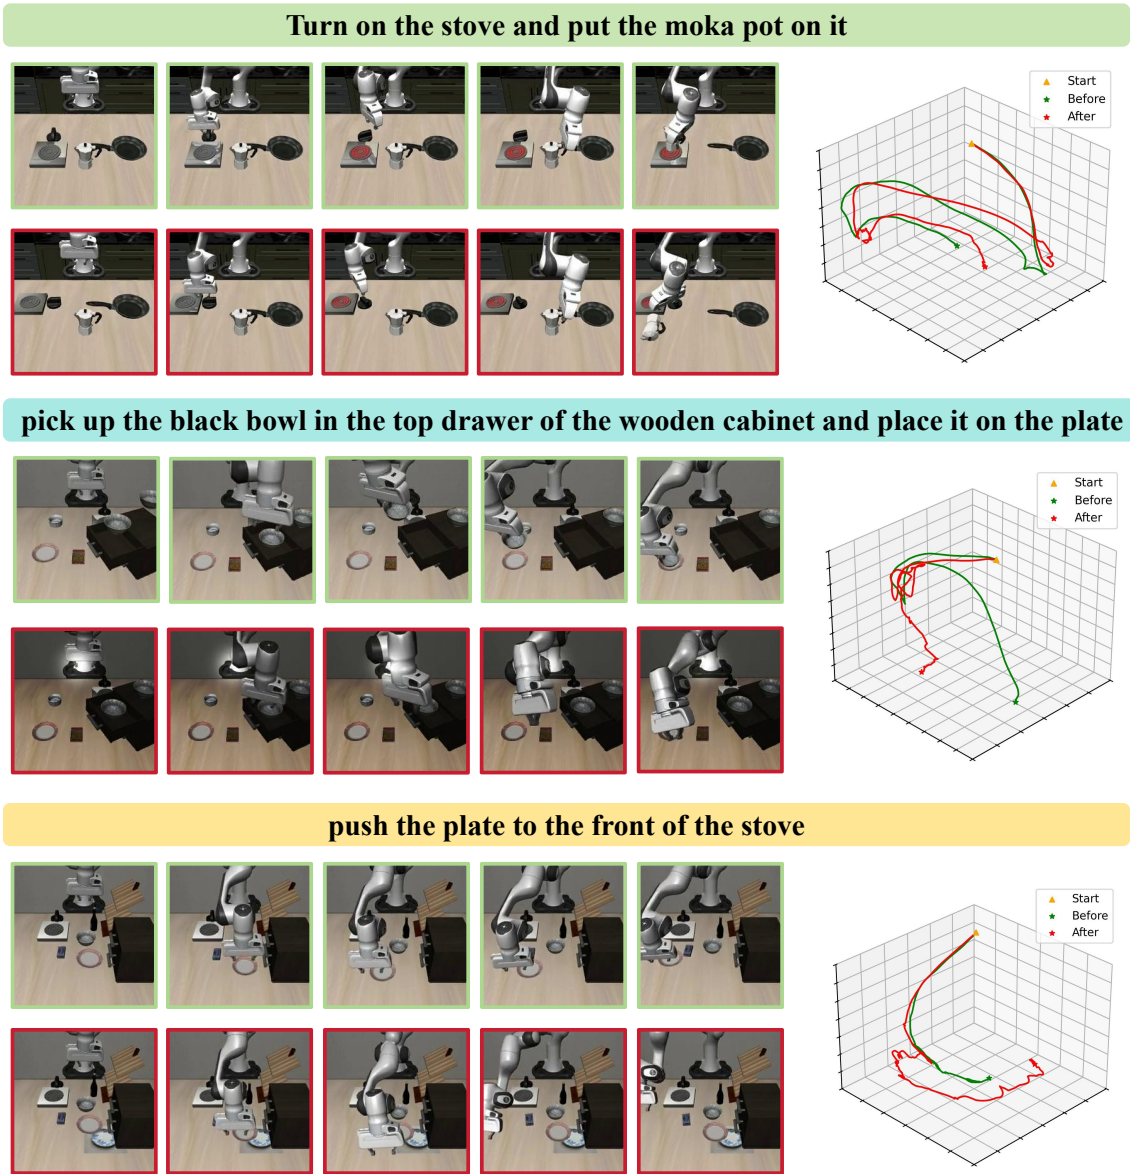 Turn on the stove and put the moka pot on it
Start
Before
After
pick up the black bowl in the top drawer of the wooden cabinet and place it on the plate
Start
Before
After
push the plate to the front of the stove
Start
Before
After